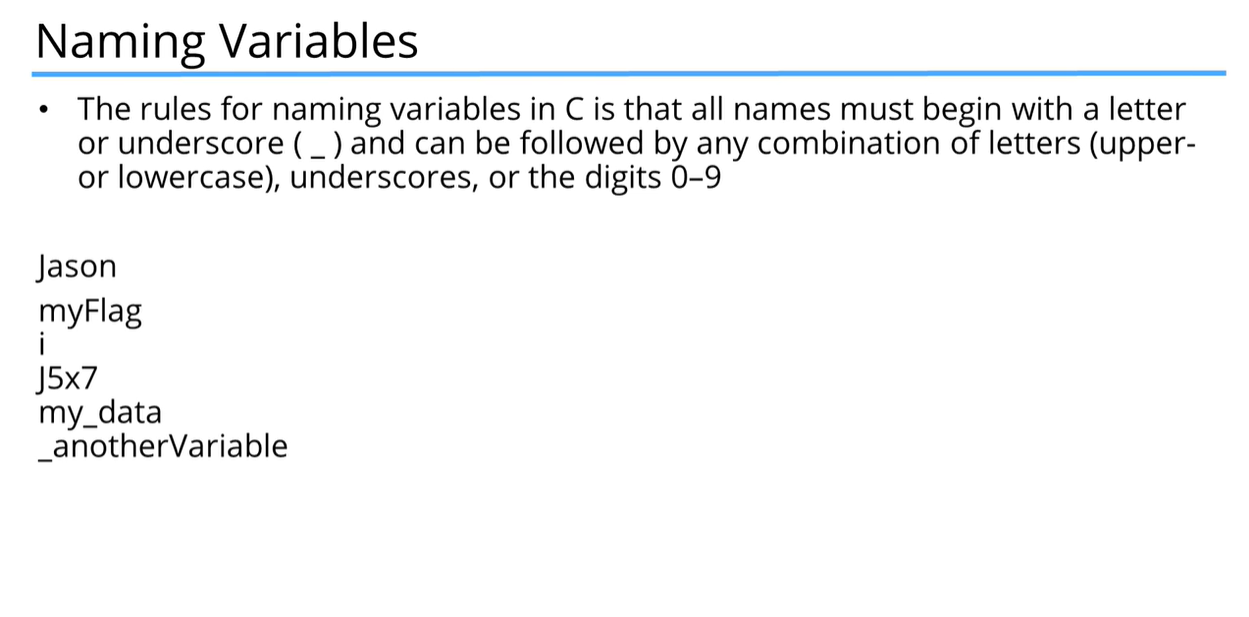 Naming Variables
• The rules for naming variables in C is that all names must begin with a letter
or underscore ( _ ) and can be followed by any combination of letters (upper-
or lowercase), underscores, or the digits 0–9
Jason
myFlag
i
J5x7
my_data
_anotherVariable